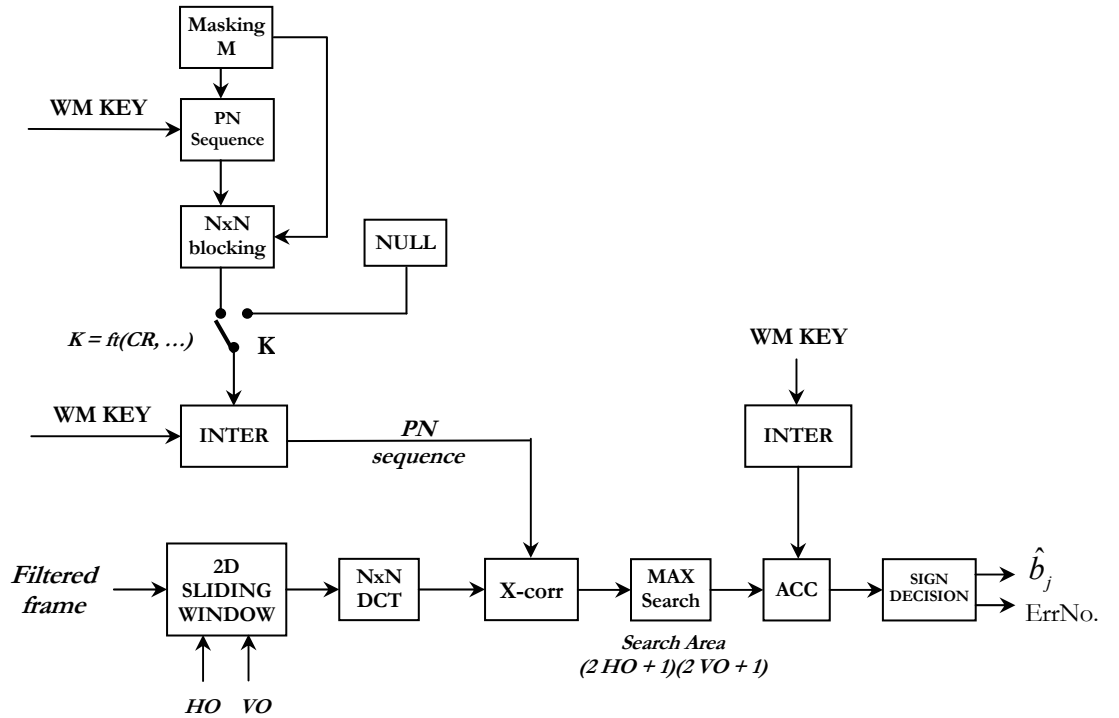 Masking
M
WM KEY
PN
Sequence
NxN
blocking
NULL
K = ft(CR, …)
K
WM KEY
WM KEY
INTER
PN
sequence
INTER
Filtered
frame
2D
SLIDING
WINDOW
NxN
DCT
X-corr
MAX
Search
ACC
SIGN
DECISION
b̂_j
ErrNo.
Search Area
(2 HO + 1)(2 VO + 1)
HO VO